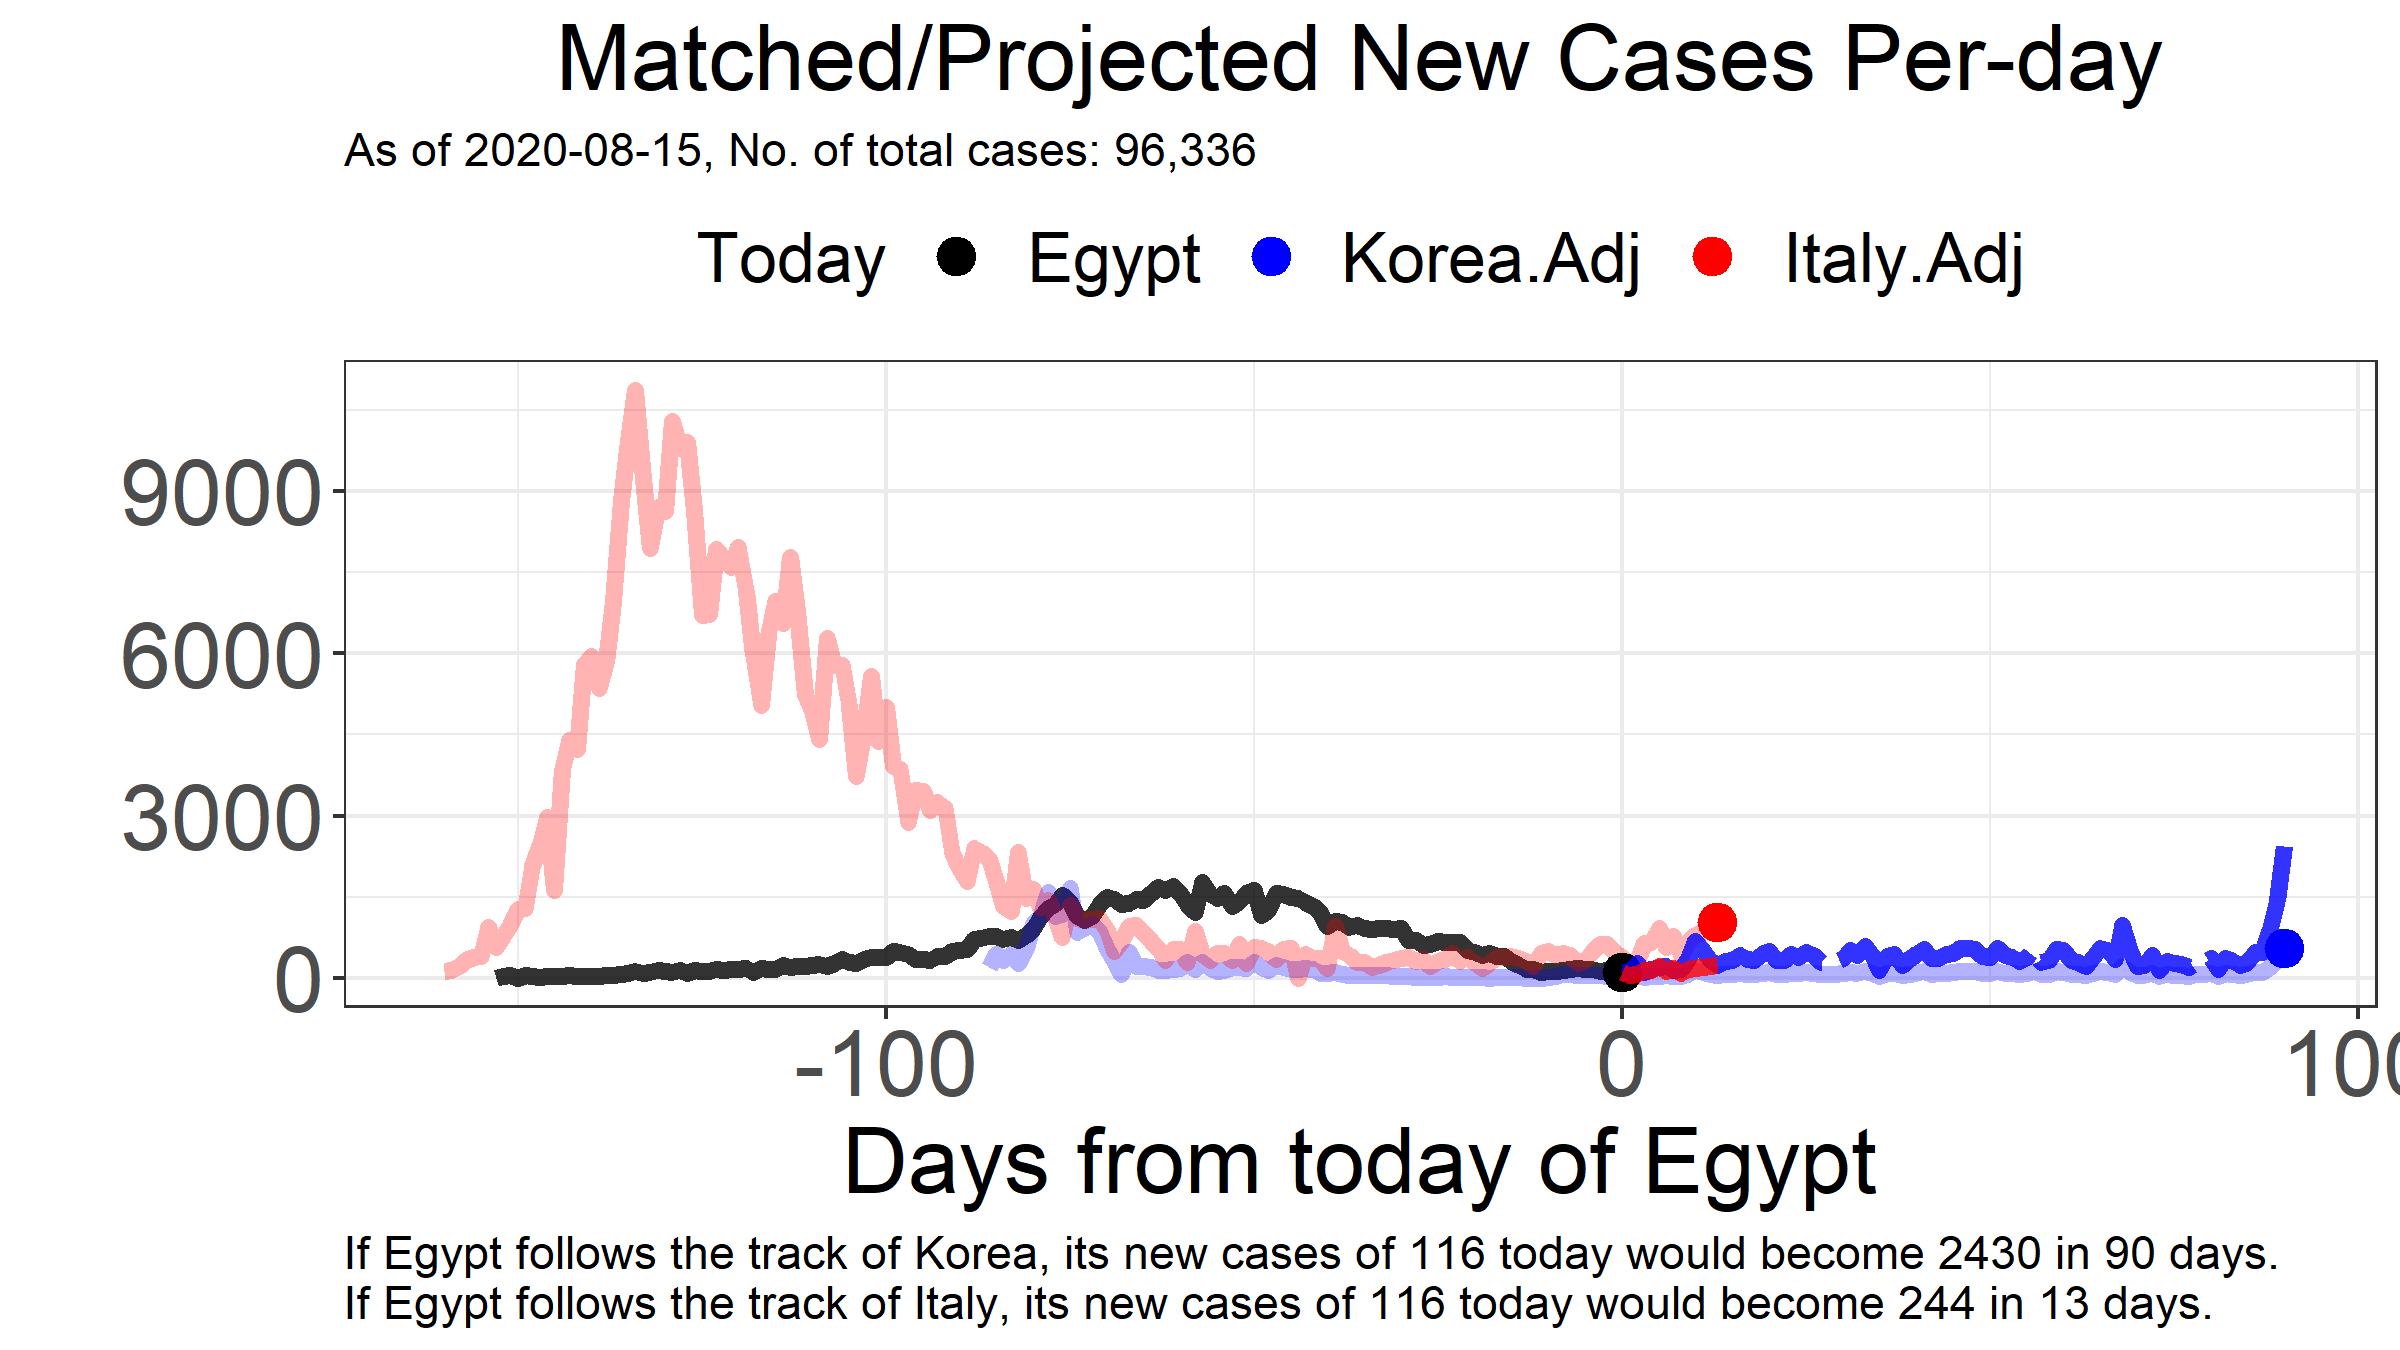 Matched/Projected New Cases Per-day
As of 2020-08-15, No. of total cases: 96,336
Today Egypt Korea.Adj Italy.Adj
9000
6000
3000
0
-100 0 100
Days from today of Egypt
If Egypt follows the track of Korea, its new cases of 116 today would become 2430 in 90 days.
If Egypt follows the track of Italy, its new cases of 116 today would become 244 in 13 days.